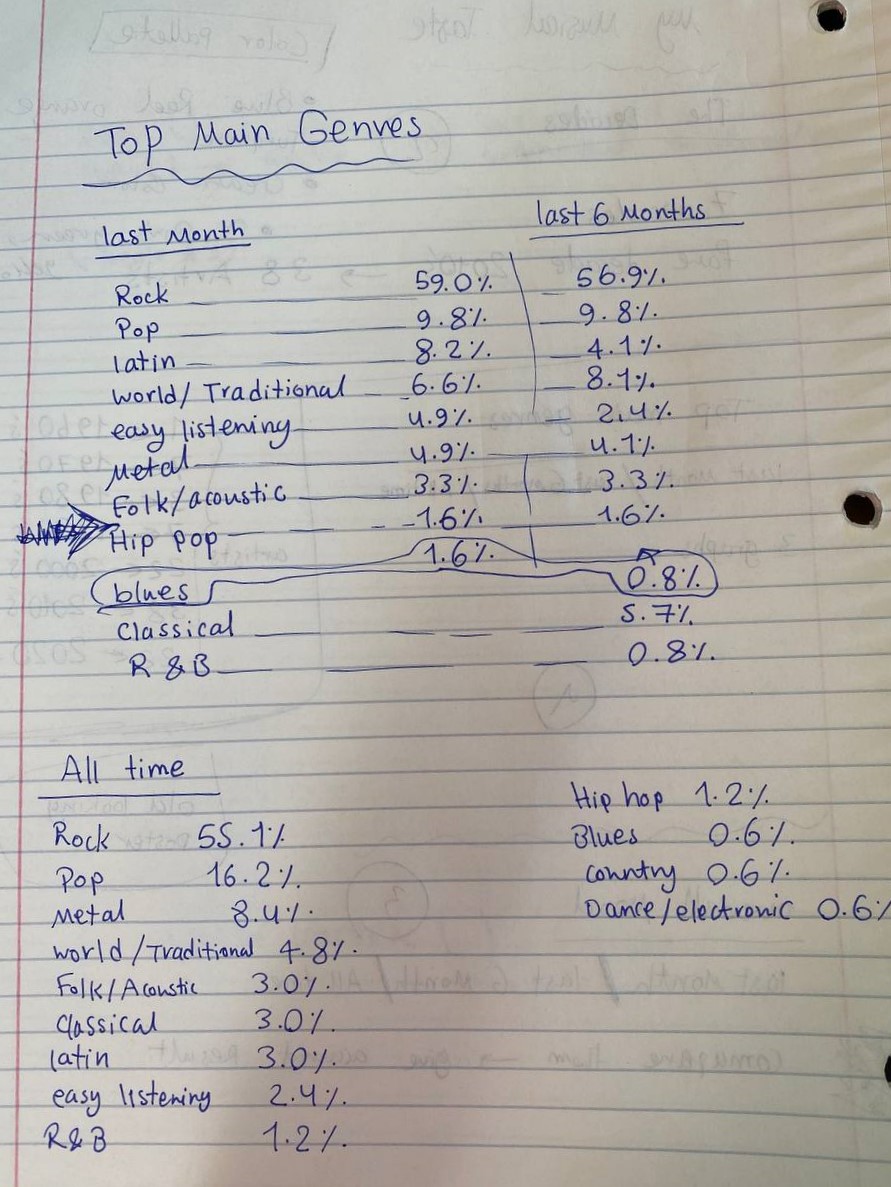 Top Main Genres
last Month last 6 Months
Rock 59.0% 56.9%
Pop 9.8% 9.8%
latin 8.2% 4.1%
world/Traditional 6.6% 8.1%
easy listening 4.9% 2.4%
Metal 4.9% 4.1%
Folk/acoustic 3.3% 3.3%
Hip pop 1.6% 1.6%
blues 1.6% 0.8%
Classical 5.7%
R & B 0.8%
All time
Rock 55.1%
Pop 16.2%
Metal 8.4%
world/Traditional 4.8%
Folk/Acoustic 3.0%
Classical 3.0%
latin 3.0%
easy listening 2.4%
R&B 1.2%
Hip hop 1.2%
Blues 0.6%
country 0.6%
Dance/electronic 0.6%